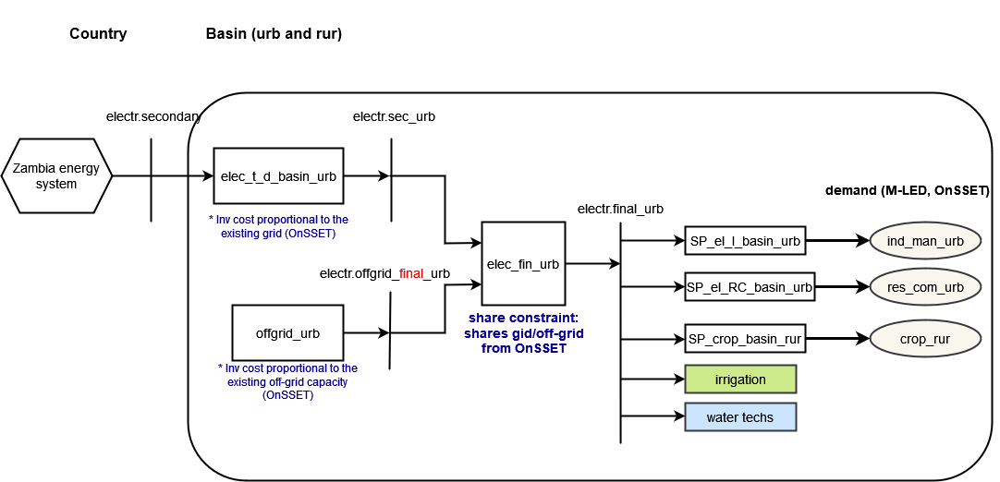 Country
Basin (urb and rur)
electr.secondary
electr.sec_urb
Zambia energy
system
elec_t_d_basin_urb
* Inv cost proportional to the
existing grid (OnSSET)
demand (M-LED, OnSSET)
electr.final_urb
SP_el_I_basin_urb
ind_man_urb
elec_fin_urb
electr.offgrid_final_urb
SP_el_RC_basin_urb
res_com_urb
share constraint:
shares gid/off-grid
from OnSSET
offgrid_urb
SP_crop_basin_rur
crop_rur
* Inv cost proportional to the
existing off-grid capacity
(OnSSET)
irrigation
water techs